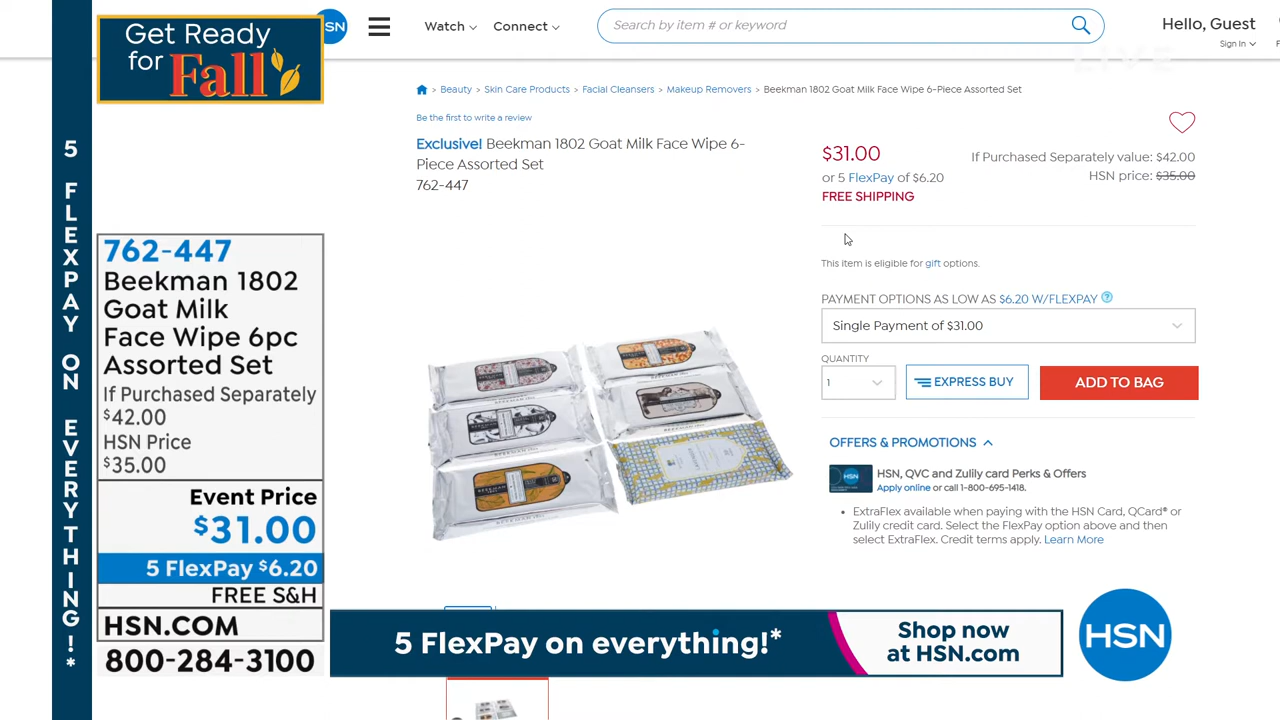 Get Ready
for Fall
HSN
Watch
Connect
Search by item # or keyword
Hello, Guest
Sign In
LIVE
Beauty > Skin Care Products > Facial Cleansers > Makeup Removers > Beekman 1802 Goat Milk Face Wipe 6-Piece Assorted Set
Be the first to write a review
Exclusive! Beekman 1802 Goat Milk Face Wipe 6-
Piece Assorted Set
762-447
$31.00
or 5 FlexPay of $6.20
FREE SHIPPING
If Purchased Separately value: $42.00
HSN price: $35.00
This item is eligible for gift options.
PAYMENT OPTIONS AS LOW AS $6.20 W/FLEXPAY ?
Single Payment of $31.00
QUANTITY
1
EXPRESS BUY
ADD TO BAG
OFFERS & PROMOTIONS
HSN
HSN, QVC and Zulily card Perks & Offers
Apply online or call 1-800-695-1418.
• ExtraFlex available when paying with the HSN Card, QCard® or
Zulily credit card. Select the FlexPay option above and then
select ExtraFlex. Credit terms apply. Learn More
5 FLEXPAY ON EVERYTHING!*
762-447
Beekman 1802
Goat Milk
Face Wipe 6pc
Assorted Set
If Purchased Separately
$42.00
HSN Price
$35.00
Event Price
$31.00
5 FlexPay $6.20
FREE S&H
HSN.COM
800-284-3100
5 FlexPay on everything!*
Shop now
at HSN.com
HSN